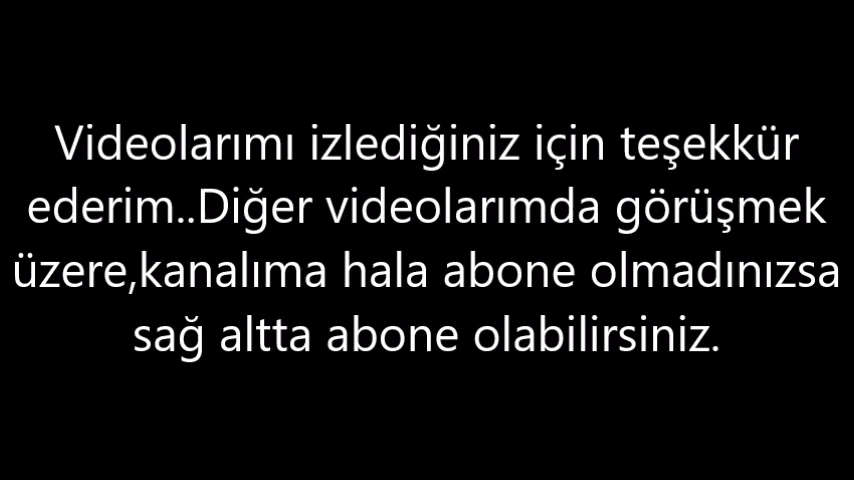 Videolarımı izlediğiniz için teşekkür
ederim..Diğer videolarımda görüşmek
üzere,kanalıma hala abone olmadınızsa
sağ altta abone olabilirsiniz.